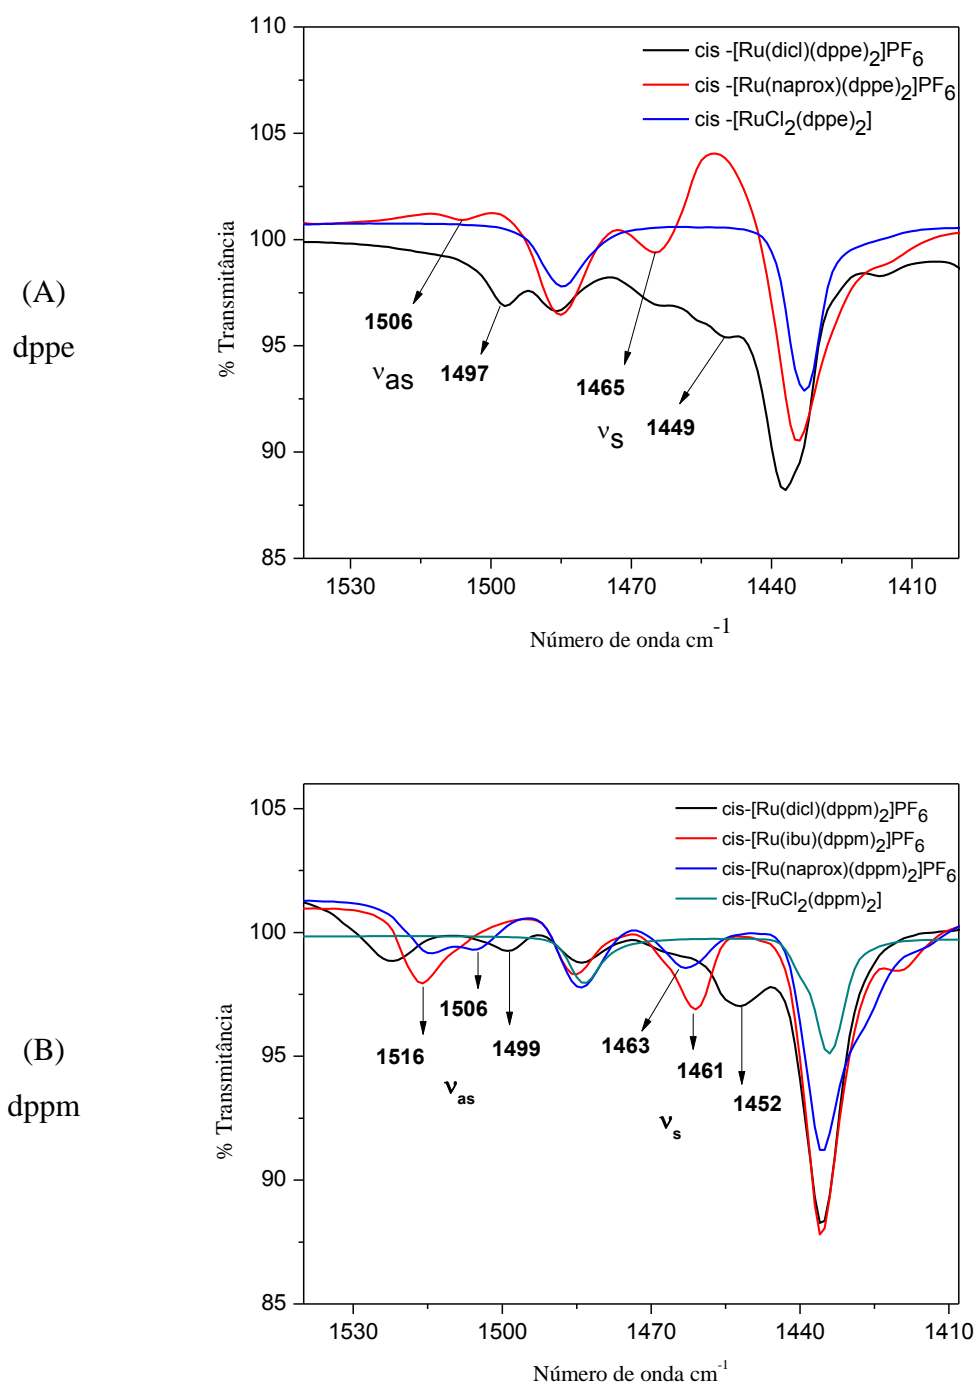 (A)
dppe
% Transmitância
110
105
100
95
90
85
cis -[Ru(dicl)(dppe)2]PF6
cis -[Ru(naprox)(dppe)2]PF6
cis -[RuCl2(dppe)2]
1506
νas
1497
1465
νs
1449
1530
1500
1470
1440
1410
Número de onda cm-1
(B)
dppm
% Transmitância
105
100
95
90
85
cis-[Ru(dicl)(dppm)2]PF6
cis-[Ru(ibu)(dppm)2]PF6
cis-[Ru(naprox)(dppm)2]PF6
cis-[RuCl2(dppm)2]
1516
1506
1499
νas
1463
1461
1452
νs
1530
1500
1470
1440
1410
Número de onda cm-1